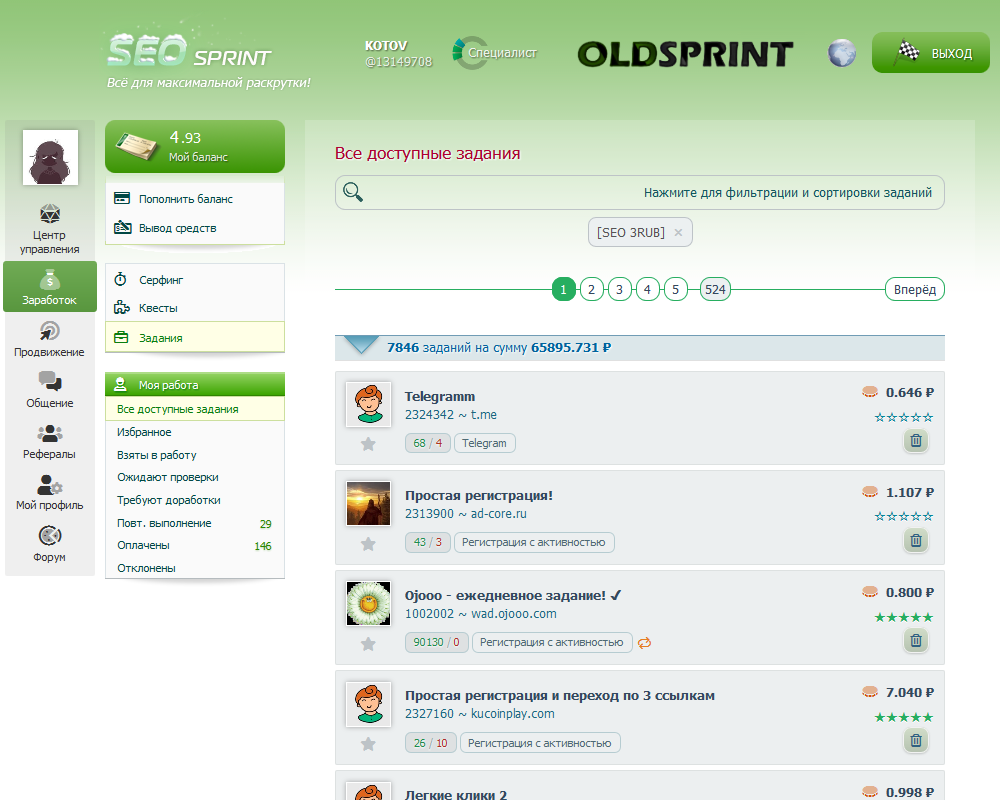 SEO SPRINT
Всё для максимальной раскрутки!
KOTOV
@13149708
Специалист
OLDSPRINT
ВЫХОД
Центр
управления
Заработок
Продвижение
Общение
Рефералы
Мой профиль
Форум
4.93
Мой баланс
Пополнить баланс
Вывод средств
Серфинг
Квесты
Задания
Моя работа
Все доступные задания
Избранное
Взяты в работу
Ожидают проверки
Требуют доработки
Повт. выполнение 29
Оплачены 146
Отклонены
Все доступные задания
Нажмите для фильтрации и сортировки заданий
[SEO 3RUB] ×
1 2 3 4 5 524 Вперёд
7846 заданий на сумму 65895.731 ₽
Telegramm 0.646 ₽
2324342 ~ t.me
68 / 4 Telegram
Простая регистрация! 1.107 ₽
2313900 ~ ad-core.ru
43 / 3 Регистрация с активностью
Ojooo - ежедневное задание! ✓ 0.800 ₽
1002002 ~ wad.ojooo.com
90130 / 0 Регистрация с активностью
Простая регистрация и переход по 3 ссылкам 7.040 ₽
2327160 ~ kucoinplay.com
26 / 10 Регистрация с активностью
Легкие клики 2 0.998 ₽